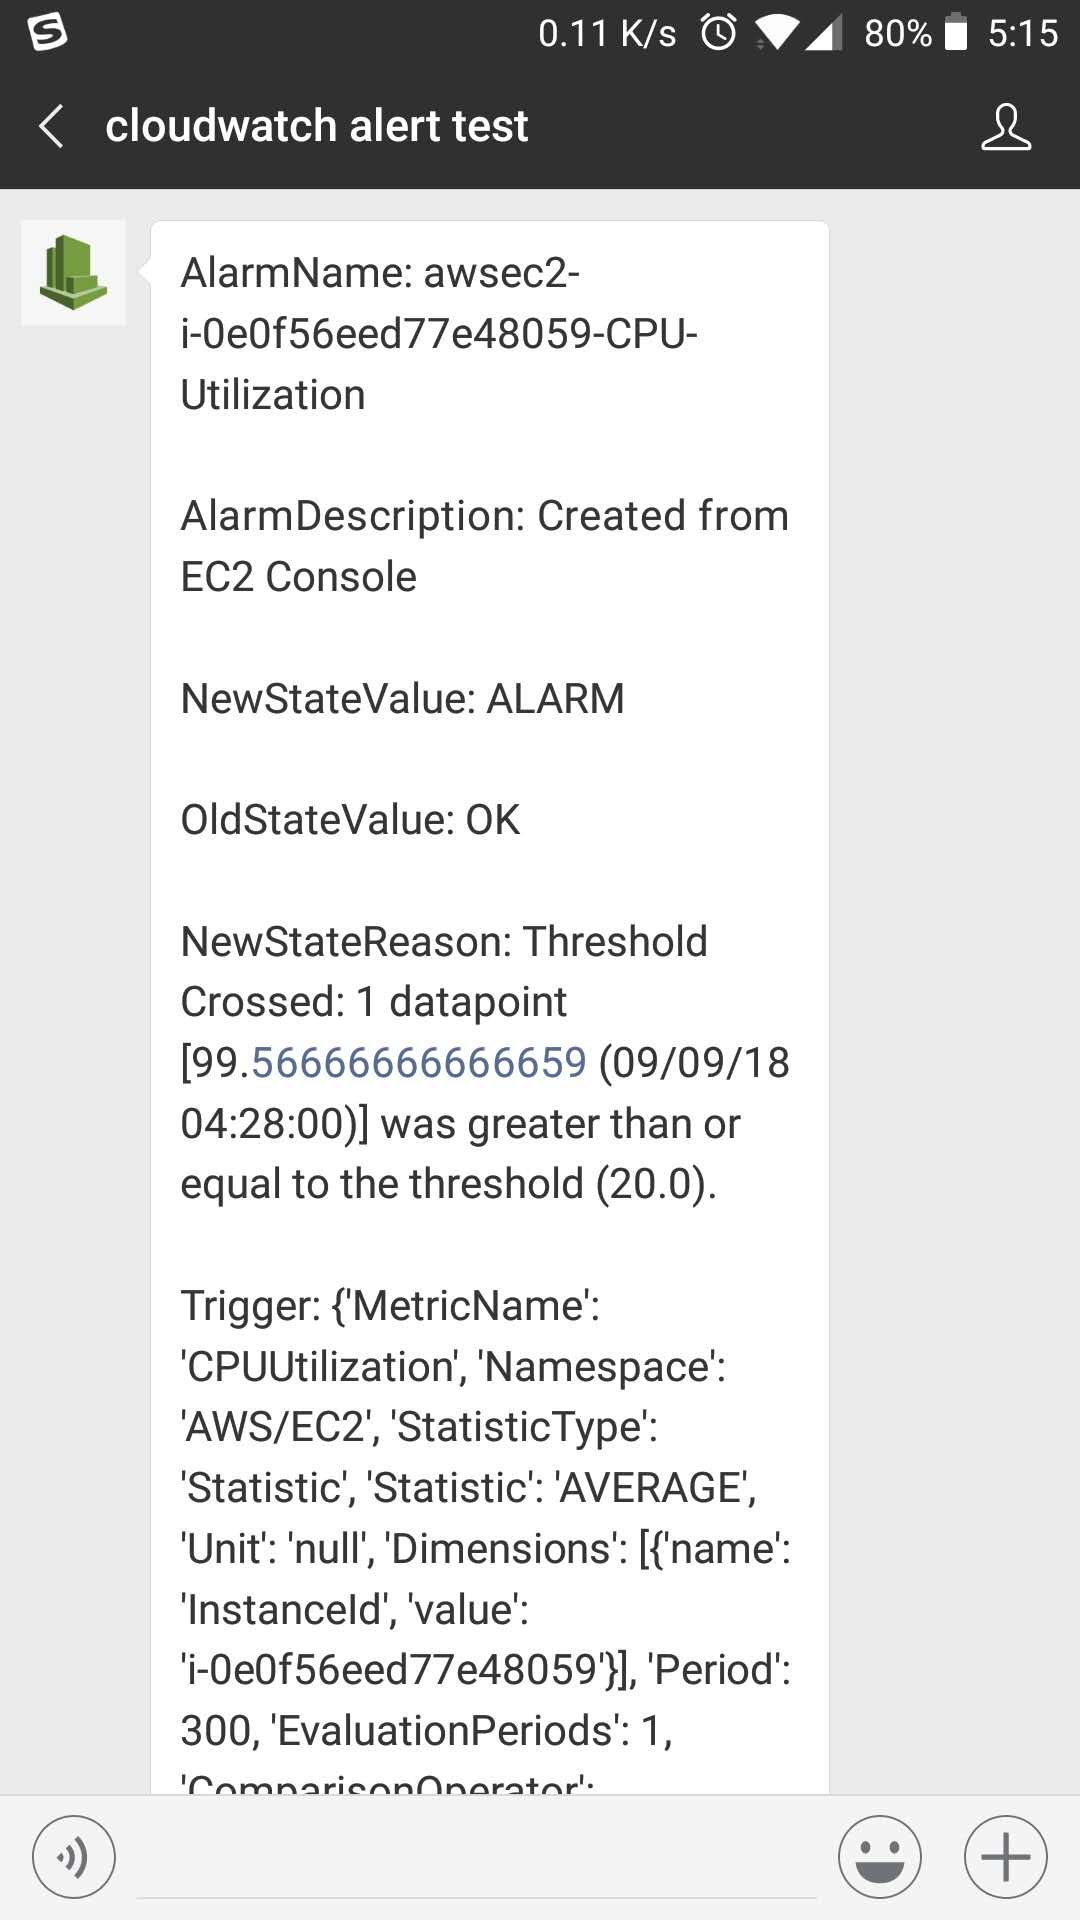 0.11 K/s 80% 5:15
cloudwatch alert test
AlarmName: awsec2-
i-0e0f56eed77e48059-CPU-
Utilization
AlarmDescription: Created from
EC2 Console
NewStateValue: ALARM
OldStateValue: OK
NewStateReason: Threshold
Crossed: 1 datapoint
[99.56666666666659 (09/09/18
04:28:00)] was greater than or
equal to the threshold (20.0).
Trigger: {'MetricName':
'CPUUtilization', 'Namespace':
'AWS/EC2', 'StatisticType':
'Statistic', 'Statistic': 'AVERAGE',
'Unit': 'null', 'Dimensions': [{'name':
'InstanceId', 'value':
'i-0e0f56eed77e48059'}], 'Period':
300, 'EvaluationPeriods': 1,
'ComparisonOperator':